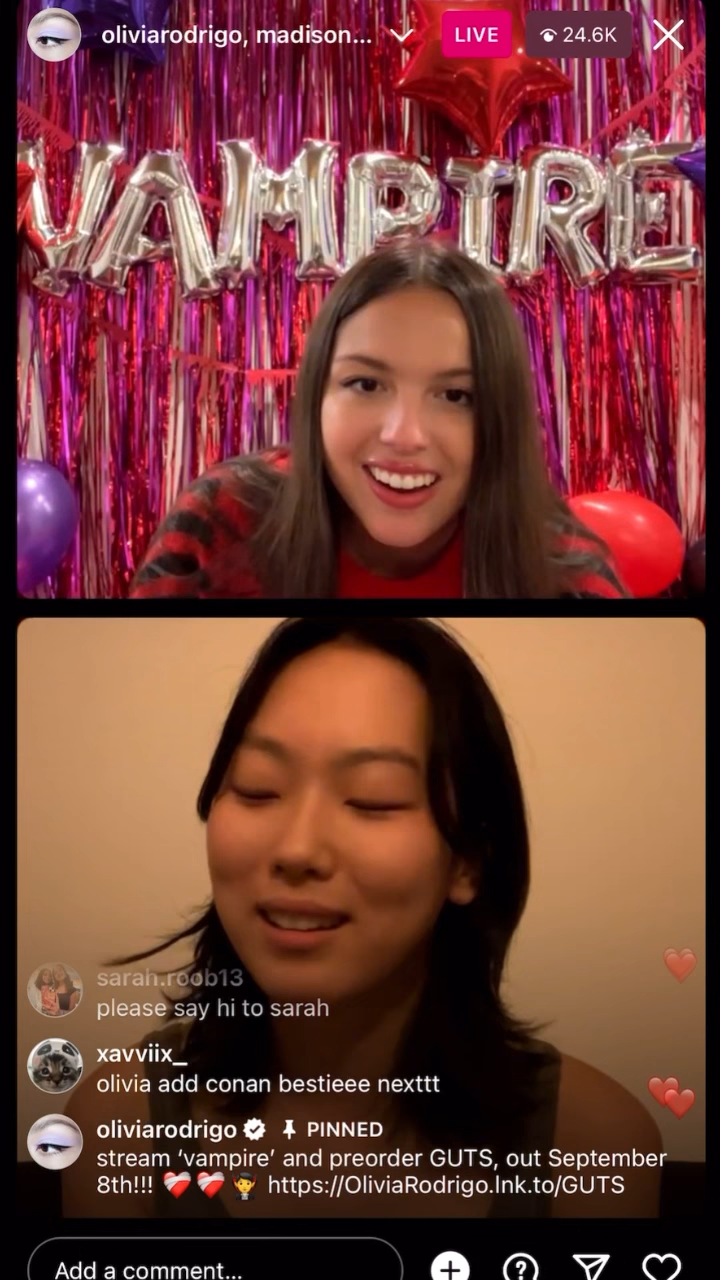 oliviarodrigo, madison...
LIVE
24.6K
VAMPIRE
sarah.roob13
please say hi to sarah
xavviix_
olivia add conan bestieee nexttt
oliviarodrigo PINNED
stream ‘vampire’ and preorder GUTS, out September
8th!!! ❤️‍🩹❤️‍🩹🧛 https://OliviaRodrigo.lnk.to/GUTS
Add a comment...